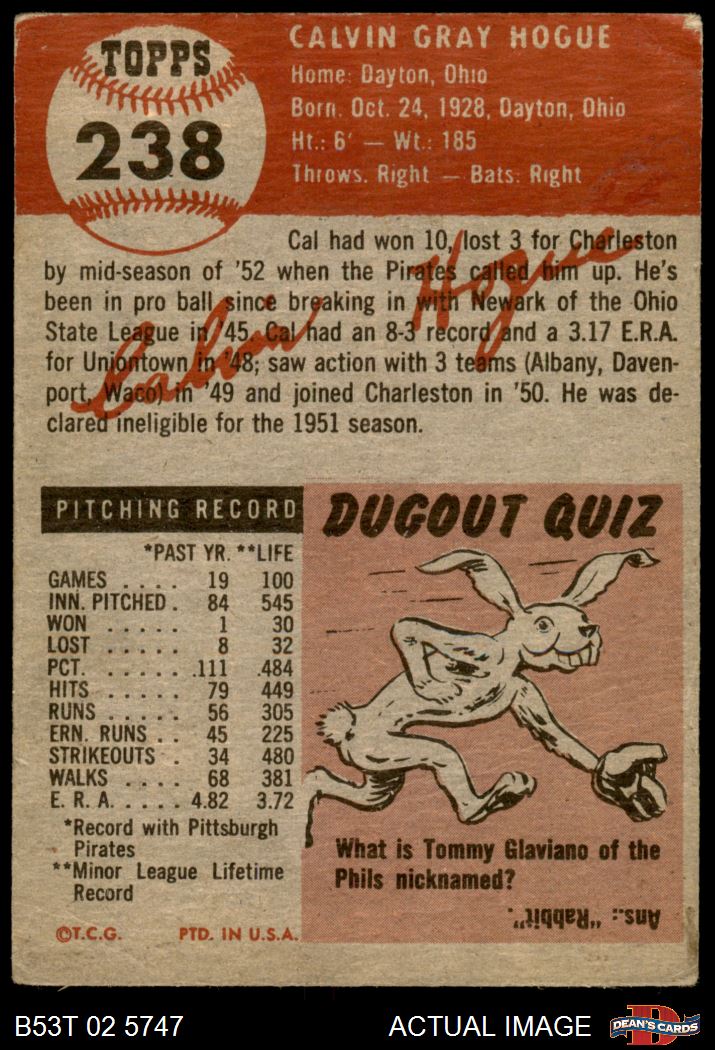 TOPPS
238
CALVIN GRAY HOGUE
Home: Dayton, Ohio
Born. Oct. 24, 1928, Dayton, Ohio
Ht.: 6' — Wt.: 185
Throws. Right — Bats: Right
Cal had won 10, lost 3 for Charleston
by mid-season of '52 when the Pirates called him up. He's
been in pro ball since breaking in with Newark of the Ohio
State League in '45. Cal had an 8-3 record and a 3.17 E.R.A.
for Uniontown in '48; saw action with 3 teams (Albany, Daven-
port, Waco) in '49 and joined Charleston in '50. He was de-
clared ineligible for the 1951 season.
Calvin Hogue
PITCHING RECORD
*PAST YR. **LIFE
GAMES . . . . 19 100
INN. PITCHED . 84 545
WON . . . . . 1 30
LOST . . . . . 8 32
PCT. . . . . . .111 .484
HITS . . . . . 79 449
RUNS . . . . . 56 305
ERN. RUNS . . 45 225
STRIKEOUTS . 34 480
WALKS . . . . 68 381
E. R. A. . . . . 4.82 3.72
*Record with Pittsburgh
Pirates
**Minor League Lifetime
Record
©T.C.G. PTD. IN U.S.A.
DUGOUT QUIZ
What is Tommy Glaviano of the
Phils nicknamed?
Ans.: "Rabbit".
B53T 02 5747 ACTUAL IMAGE
DEAN'S CARDS